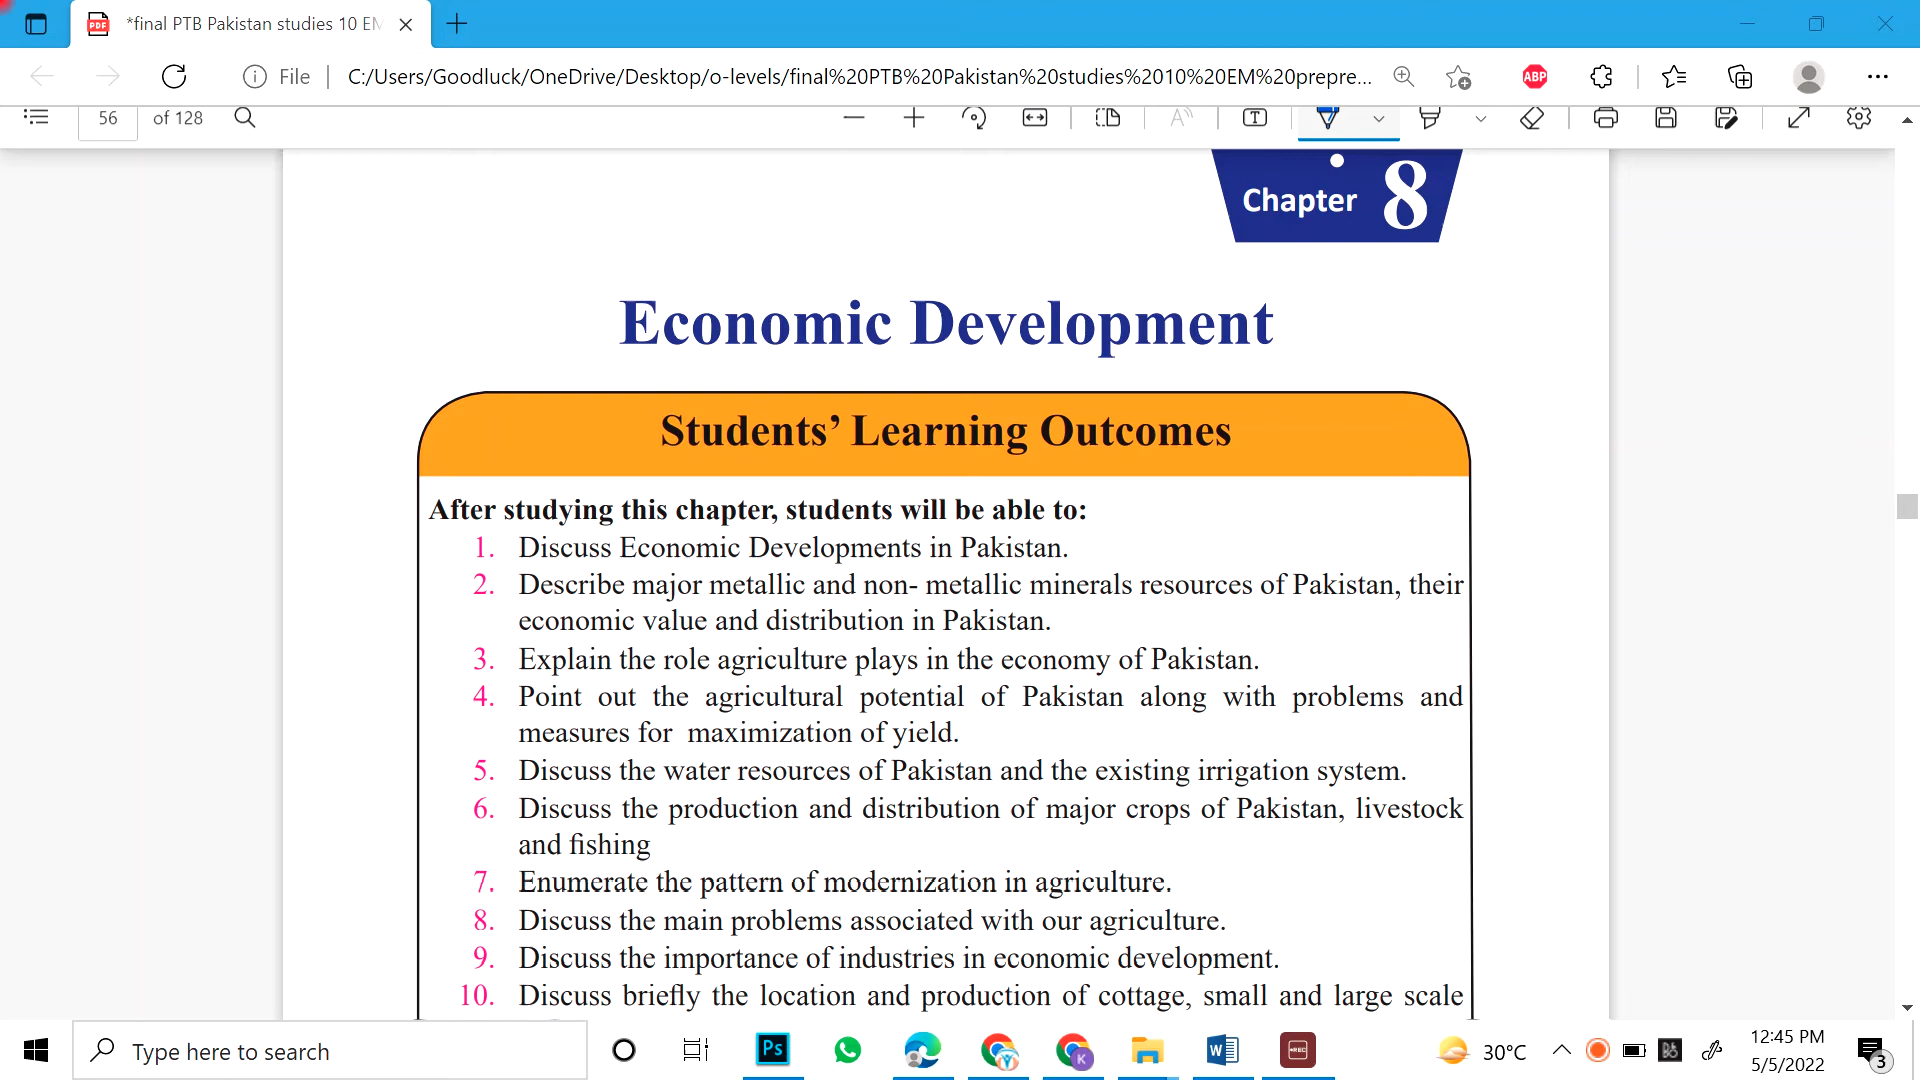 *final PTB Pakistan studies 10 EM
File
C:/Users/Goodluck/OneDrive/Desktop/o-levels/final%20PTB%20Pakistan%20studies%2010%20EM%20prepre...
ABP
56 of 128
Chapter 8
Economic Development
Students’ Learning Outcomes
After studying this chapter, students will be able to:
1. Discuss Economic Developments in Pakistan.
2. Describe major metallic and non- metallic minerals resources of Pakistan, their
economic value and distribution in Pakistan.
3. Explain the role agriculture plays in the economy of Pakistan.
4. Point out the agricultural potential of Pakistan along with problems and
measures for maximization of yield.
5. Discuss the water resources of Pakistan and the existing irrigation system.
6. Discuss the production and distribution of major crops of Pakistan, livestock
and fishing
7. Enumerate the pattern of modernization in agriculture.
8. Discuss the main problems associated with our agriculture.
9. Discuss the importance of industries in economic development.
10. Discuss briefly the location and production of cottage, small and large scale
Type here to search
Ps
K
W
REC
30°C
12:45 PM
5/5/2022
3